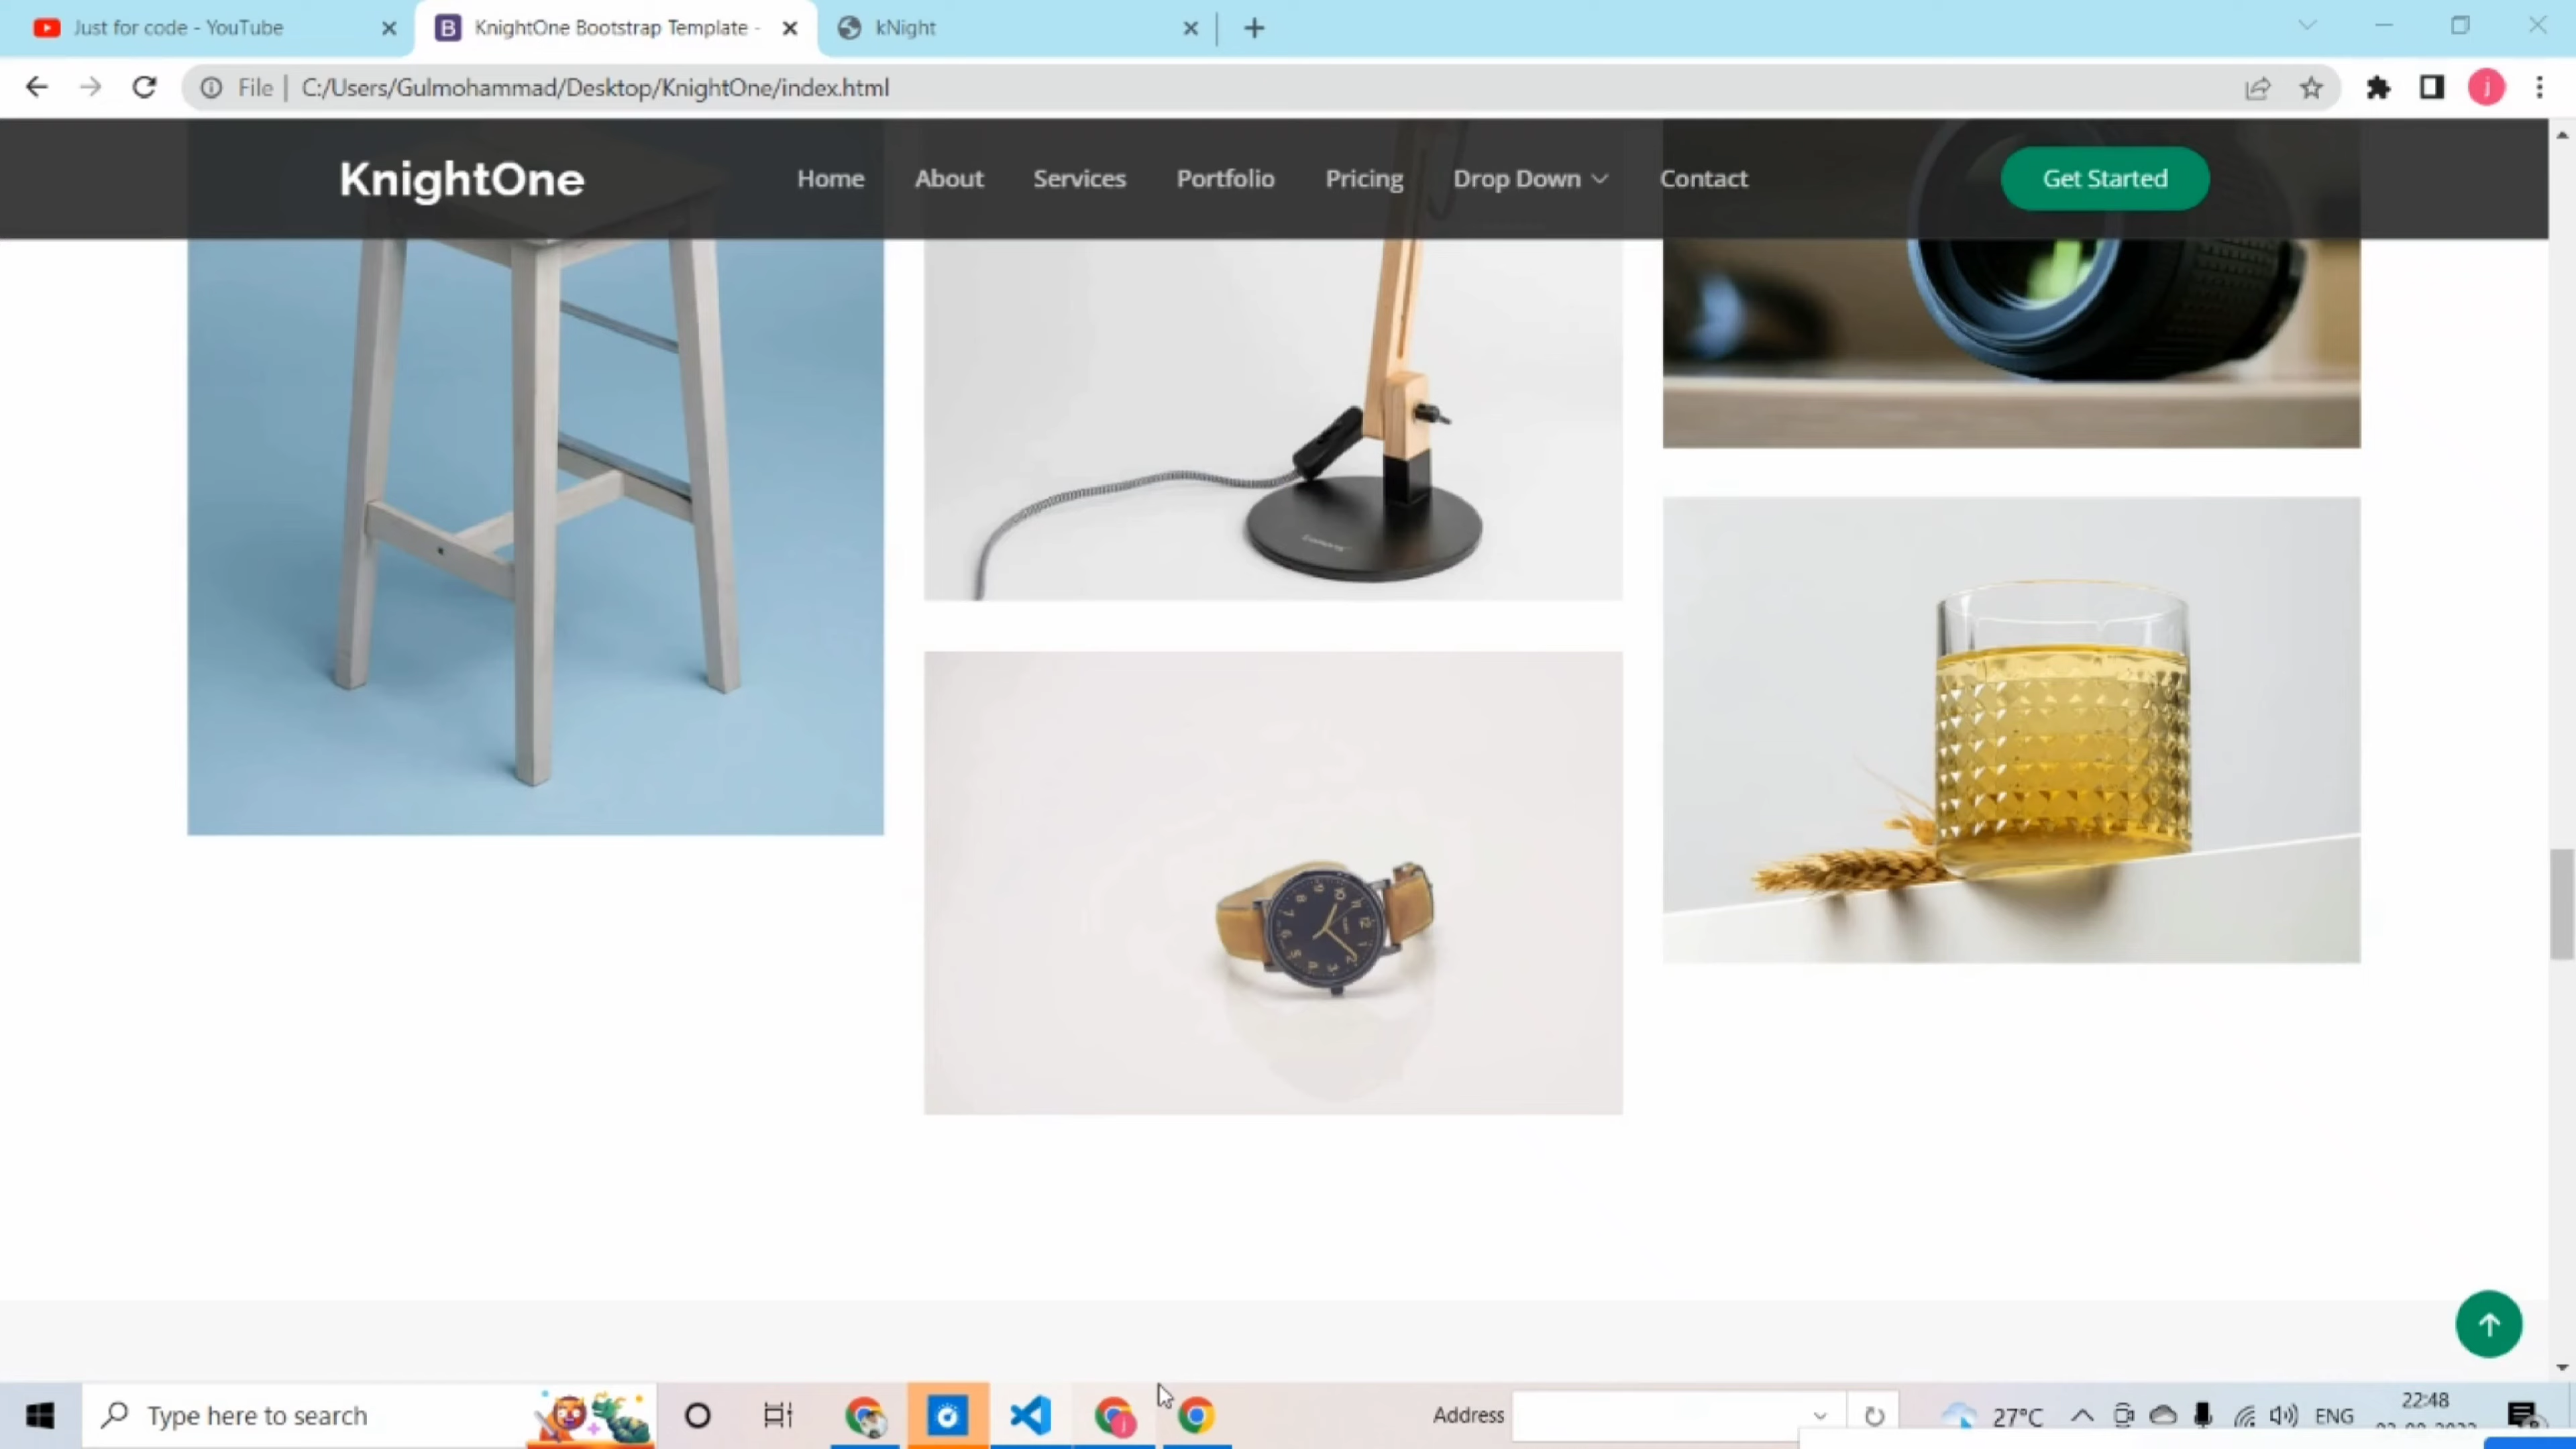 Just for code - YouTube
KnightOne Bootstrap Template -
kNight
File
C:/Users/Gulmohammad/Desktop/KnightOne/index.html
KnightOne
Home
About
Services
Portfolio
Pricing
Drop Down
Contact
Get Started
Type here to search
Address
27°C
ENG
22:48